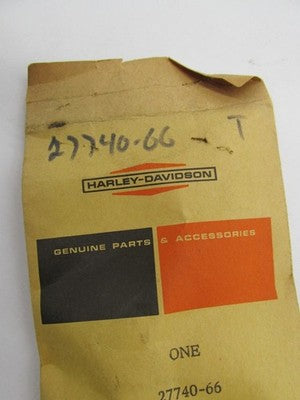 27740-66 T
HARLEY-DAVIDSON
GENUINE PARTS & ACCESSORIES
ONE
27740-66